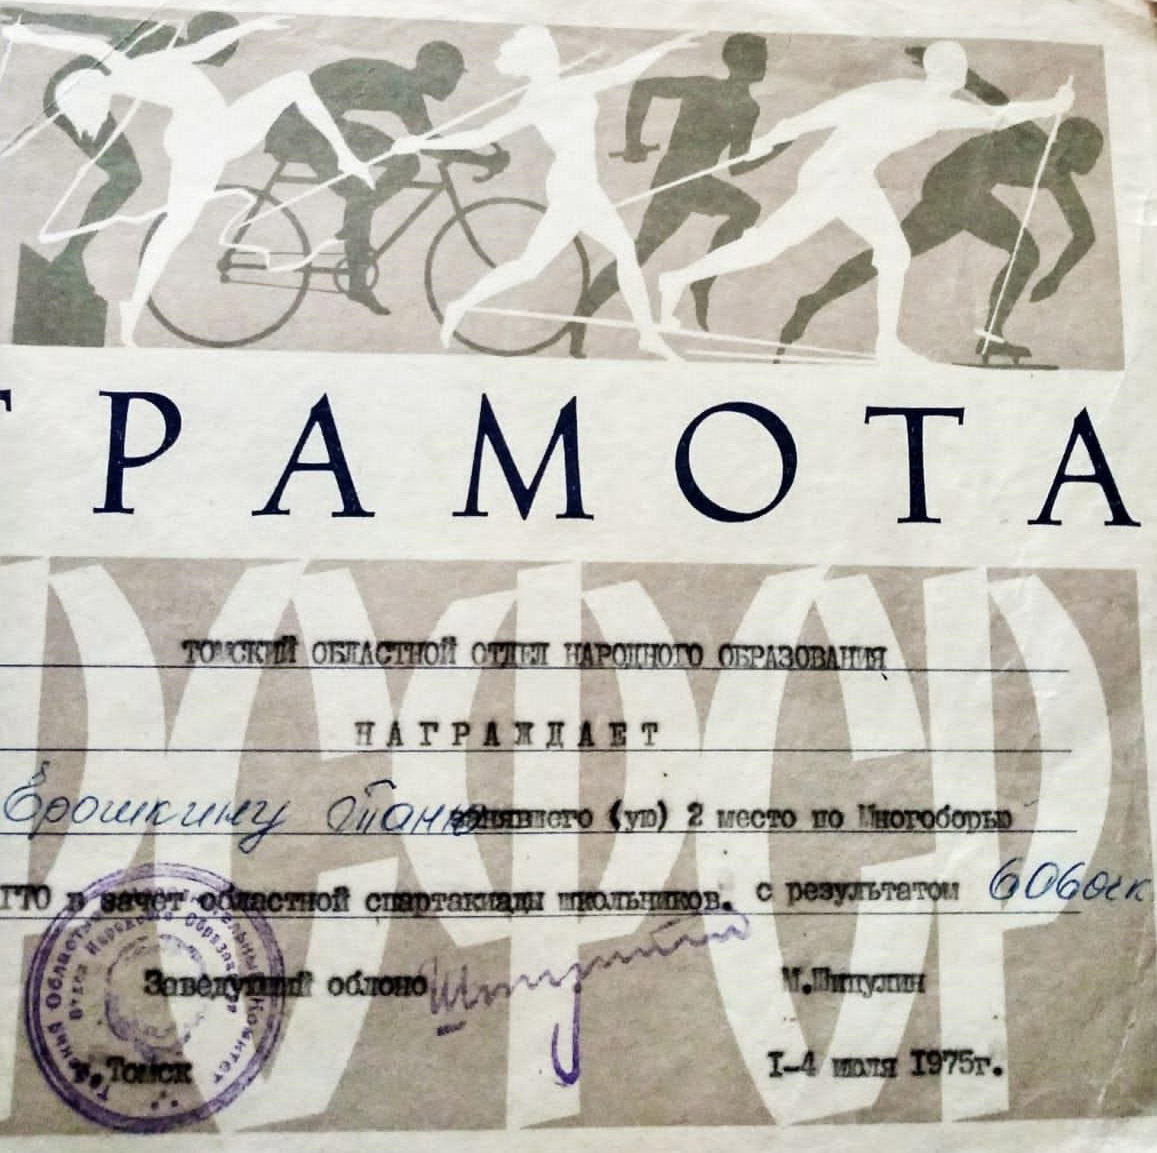 ГРАМОТА
РСФСР
ТОМСКИЙ ОБЛАСТНОЙ ОТДЕЛ НАРОДНОГО ОБРАЗОВАНИЯ
НАГРАЖДАЕТ
Ерошкину Таню занявшего (ую) 2 место по Многоборью
ГТО в зачет областной спартакиады школьников. с результатом 606 очк
Заведующий облоно М.Шипулин
г. Томск 1-4 июля 1975г.